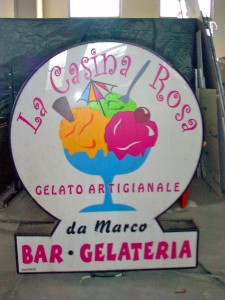 La Casina Rosa
GELATO ARTIGIANALE
da Marco
BAR • GELATERIA